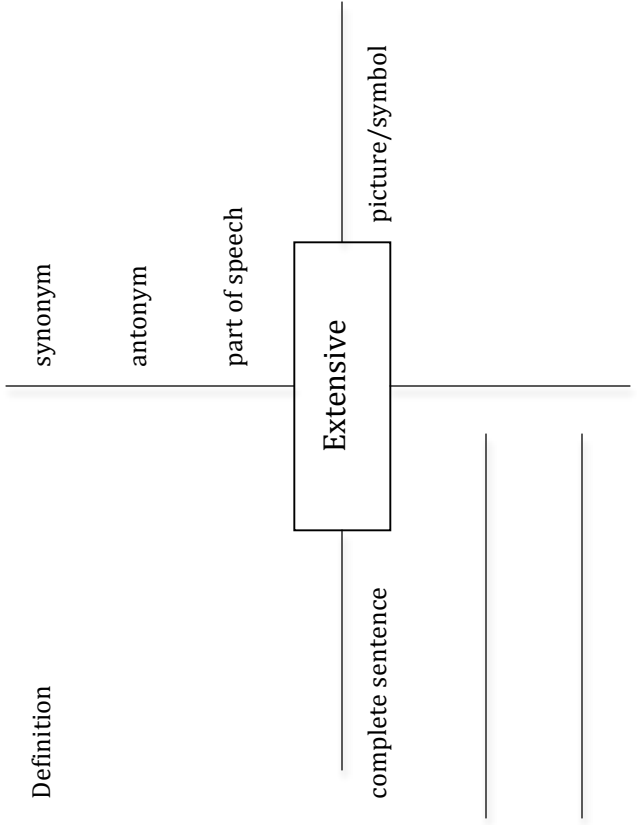 Definition
synonym
antonym
part of speech
Extensive
complete sentence
picture/symbol